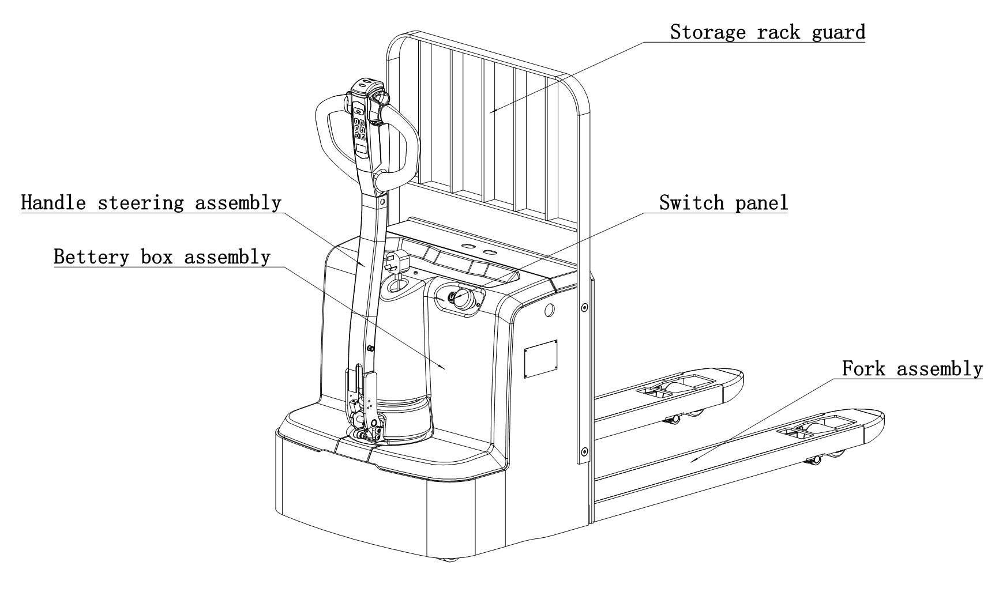 Storage rack guard
Handle steering assembly
Switch panel
Bettery box assembly
Fork assembly